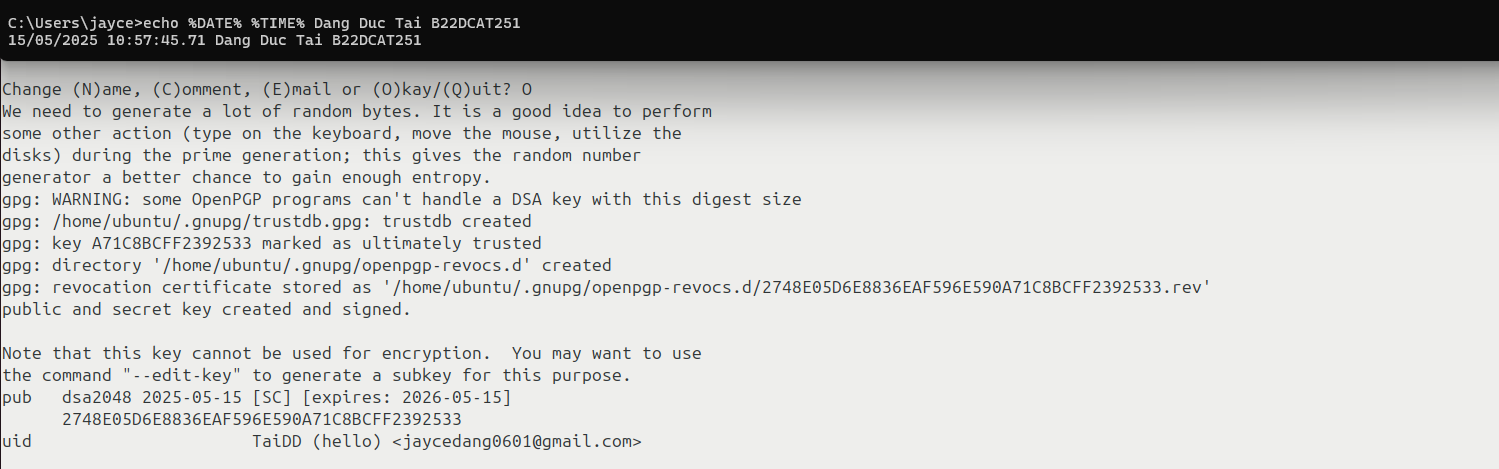 C:\Users\jayce>echo %DATE% %TIME% Dang Duc Tai B22DCAT251
15/05/2025 10:57:45.71 Dang Duc Tai B22DCAT251
Change (N)ame, (C)omment, (E)mail or (O)kay/(Q)uit? O
We need to generate a lot of random bytes. It is a good idea to perform
some other action (type on the keyboard, move the mouse, utilize the
disks) during the prime generation; this gives the random number
generator a better chance to gain enough entropy.
gpg: WARNING: some OpenPGP programs can't handle a DSA key with this digest size
gpg: /home/ubuntu/.gnupg/trustdb.gpg: trustdb created
gpg: key A71C8BCFF2392533 marked as ultimately trusted
gpg: directory '/home/ubuntu/.gnupg/openpgp-revocs.d' created
gpg: revocation certificate stored as '/home/ubuntu/.gnupg/openpgp-revocs.d/2748E05D6E8836EAF596E590A71C8BCFF2392533.rev'
public and secret key created and signed.
Note that this key cannot be used for encryption.  You may want to use
the command "--edit-key" to generate a subkey for this purpose.
pub   dsa2048 2025-05-15 [SC] [expires: 2026-05-15]
      2748E05D6E8836EAF596E590A71C8BCFF2392533
uid                      TaiDD (hello) <jaycedang0601@gmail.com>